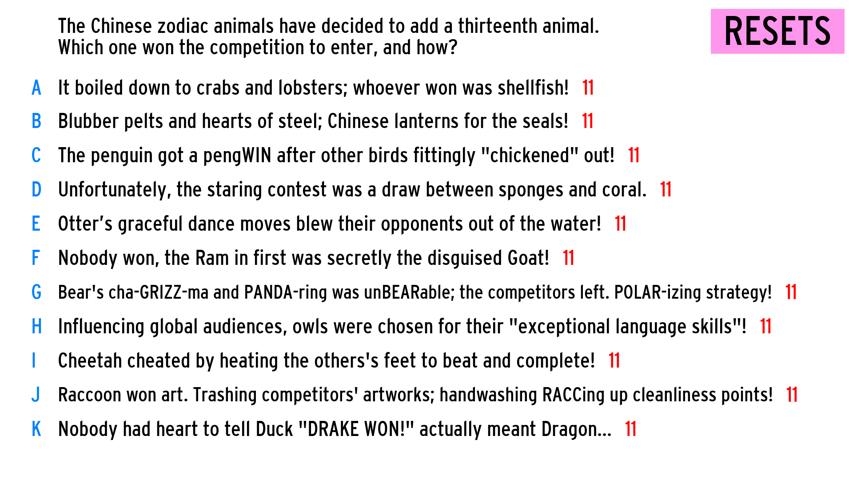 The Chinese zodiac animals have decided to add a thirteenth animal.
Which one won the competition to enter, and how?
RESETS
A It boiled down to crabs and lobsters; whoever won was shellfish! 11
B Blubber pelts and hearts of steel; Chinese lanterns for the seals! 11
C The penguin got a pengWIN after other birds fittingly "chickened" out! 11
D Unfortunately, the staring contest was a draw between sponges and coral. 11
E Otter's graceful dance moves blew their opponents out of the water! 11
F Nobody won, the Ram in first was secretly the disguised Goat! 11
G Bear's cha-GRIZZ-ma and PANDA-ring was unBEARable; the competitors left. POLAR-izing strategy! 11
H Influencing global audiences, owls were chosen for their "exceptional language skills"! 11
I Cheetah cheated by heating the others's feet to beat and complete! 11
J Raccoon won art. Trashing competitors' artworks; handwashing RACCing up cleanliness points! 11
K Nobody had heart to tell Duck "DRAKE WON!" actually meant Dragon... 11